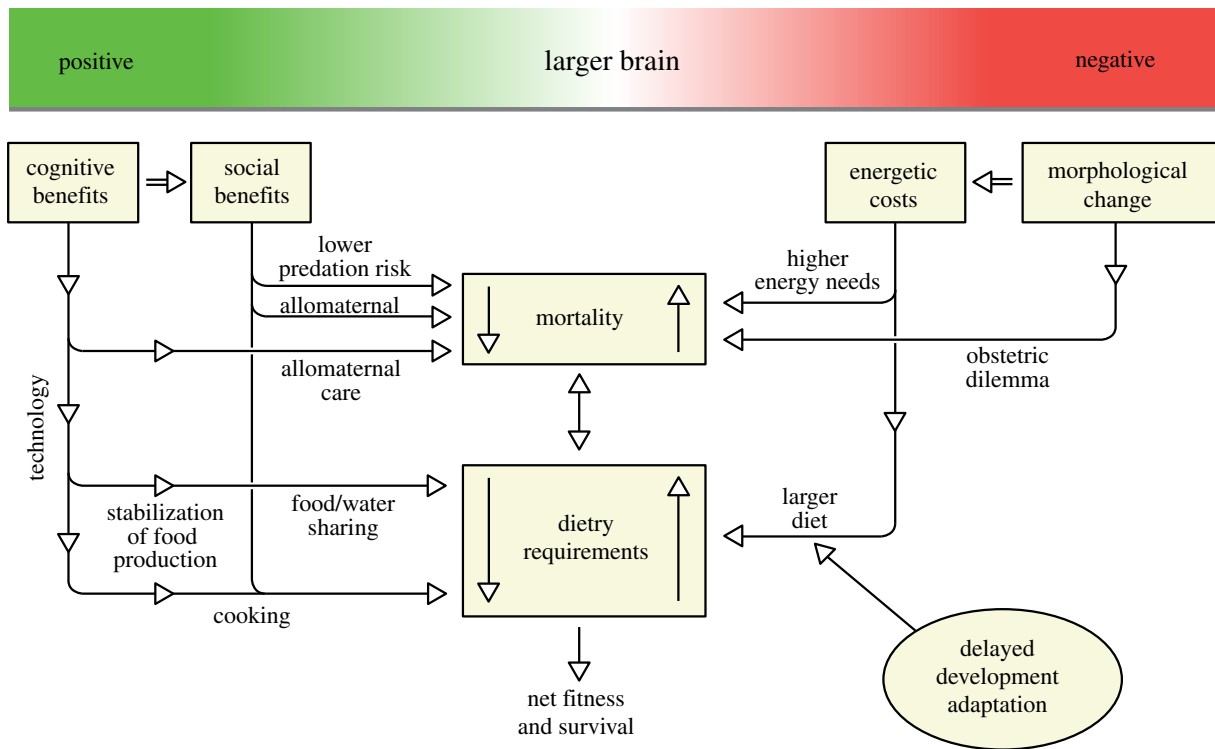 positive
larger brain
negative
cognitive
benefits
social
benefits
energetic
costs
morphological
change
lower
predation risk
allomaternal
allomaternal
care
mortality
higher
energy needs
obstetric
dilemma
technology
stabilization
of food
production
food/water
sharing
cooking
dietry
requirements
larger
diet
net fitness
and survival
delayed
development
adaptation